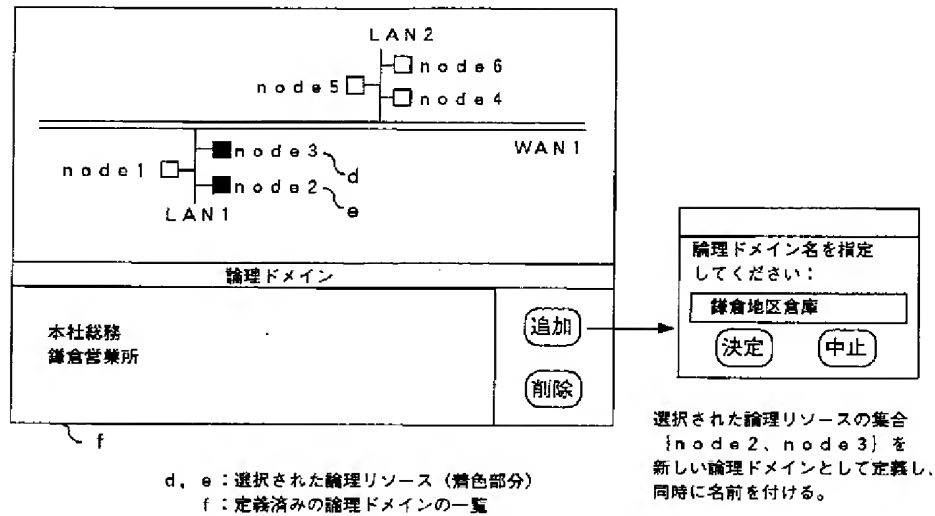 LAN2
node6
node5
node4
WAN1
node3
d
node1
node2
e
LAN1
論理ドメイン
本社総務
鎌倉営業所
追加
削除
f
論理ドメイン名を指定
してください:
鎌倉地区倉庫
決定
中止
選択された論理リソースの集合
{node2、node3}を
新しい論理ドメインとして定義し、
同時に名前を付ける。
d, e:選択された論理リソース(着色部分)
f:定義済みの論理ドメインの一覧